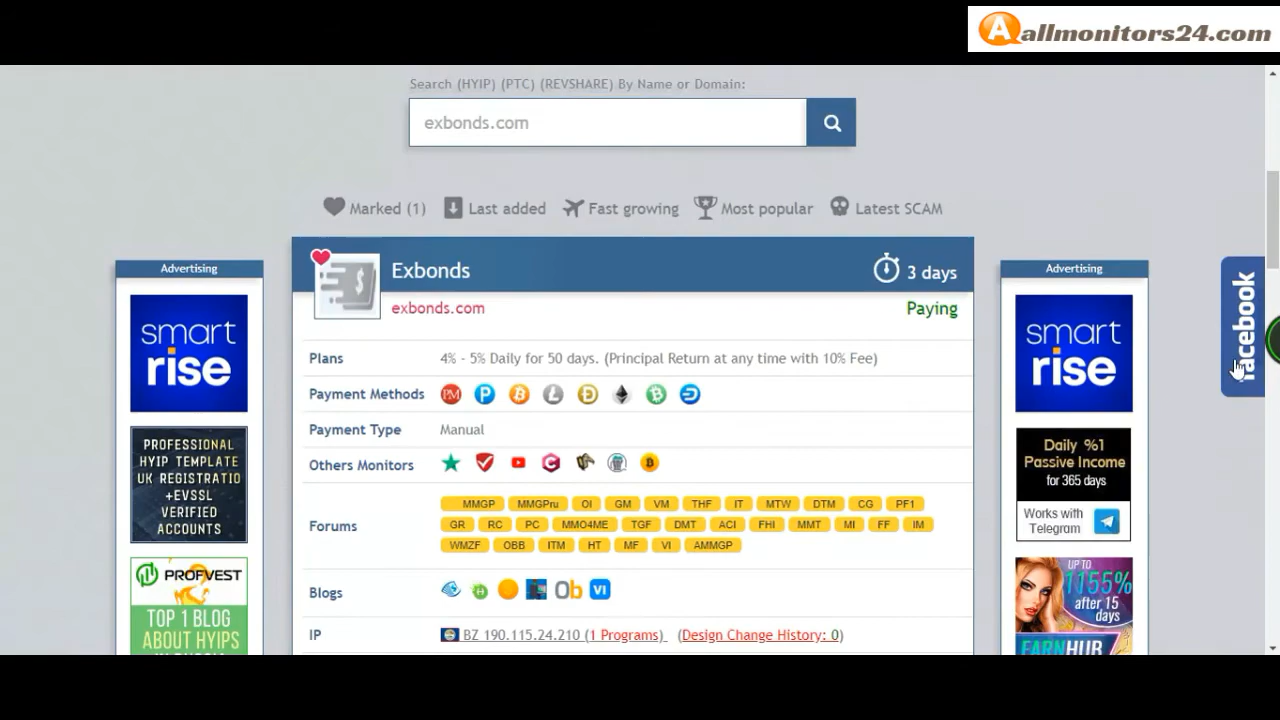 allmonitors24.com
Search (HYIP) (PTC) (REVSHARE) By Name or Domain:
exbonds.com
Marked (1) Last added Fast growing Most popular Latest SCAM
Advertising
smart
rise
PROFESSIONAL
HYIP TEMPLATE
UK REGISTRATIO
+EVSSL
VERIFIED
ACCOUNTS
PROFVEST
TOP 1 BLOG
ABOUT HYIPS
Exbonds 3 days
exbonds.com Paying
Plans 4% - 5% Daily for 50 days. (Principal Return at any time with 10% Fee)
Payment Methods
Payment Type Manual
Others Monitors
Forums
MMGP MMGPru OI GM VM THF IT MTW DTM CG PF1
GR RC PC MMO4ME TGF DMT ACI FHI MMT MI FF IM
WMZF OBB ITM HT MF VI AMMGP
Blogs Ob VI
IP BZ 190.115.24.210 (1 Programs) (Design Change History: 0)
Advertising
smart
rise
Daily %1
Passive Income
for 365 days
Works with
Telegram
UP TO
1155%
after 15
days
EARNHUB
facebook